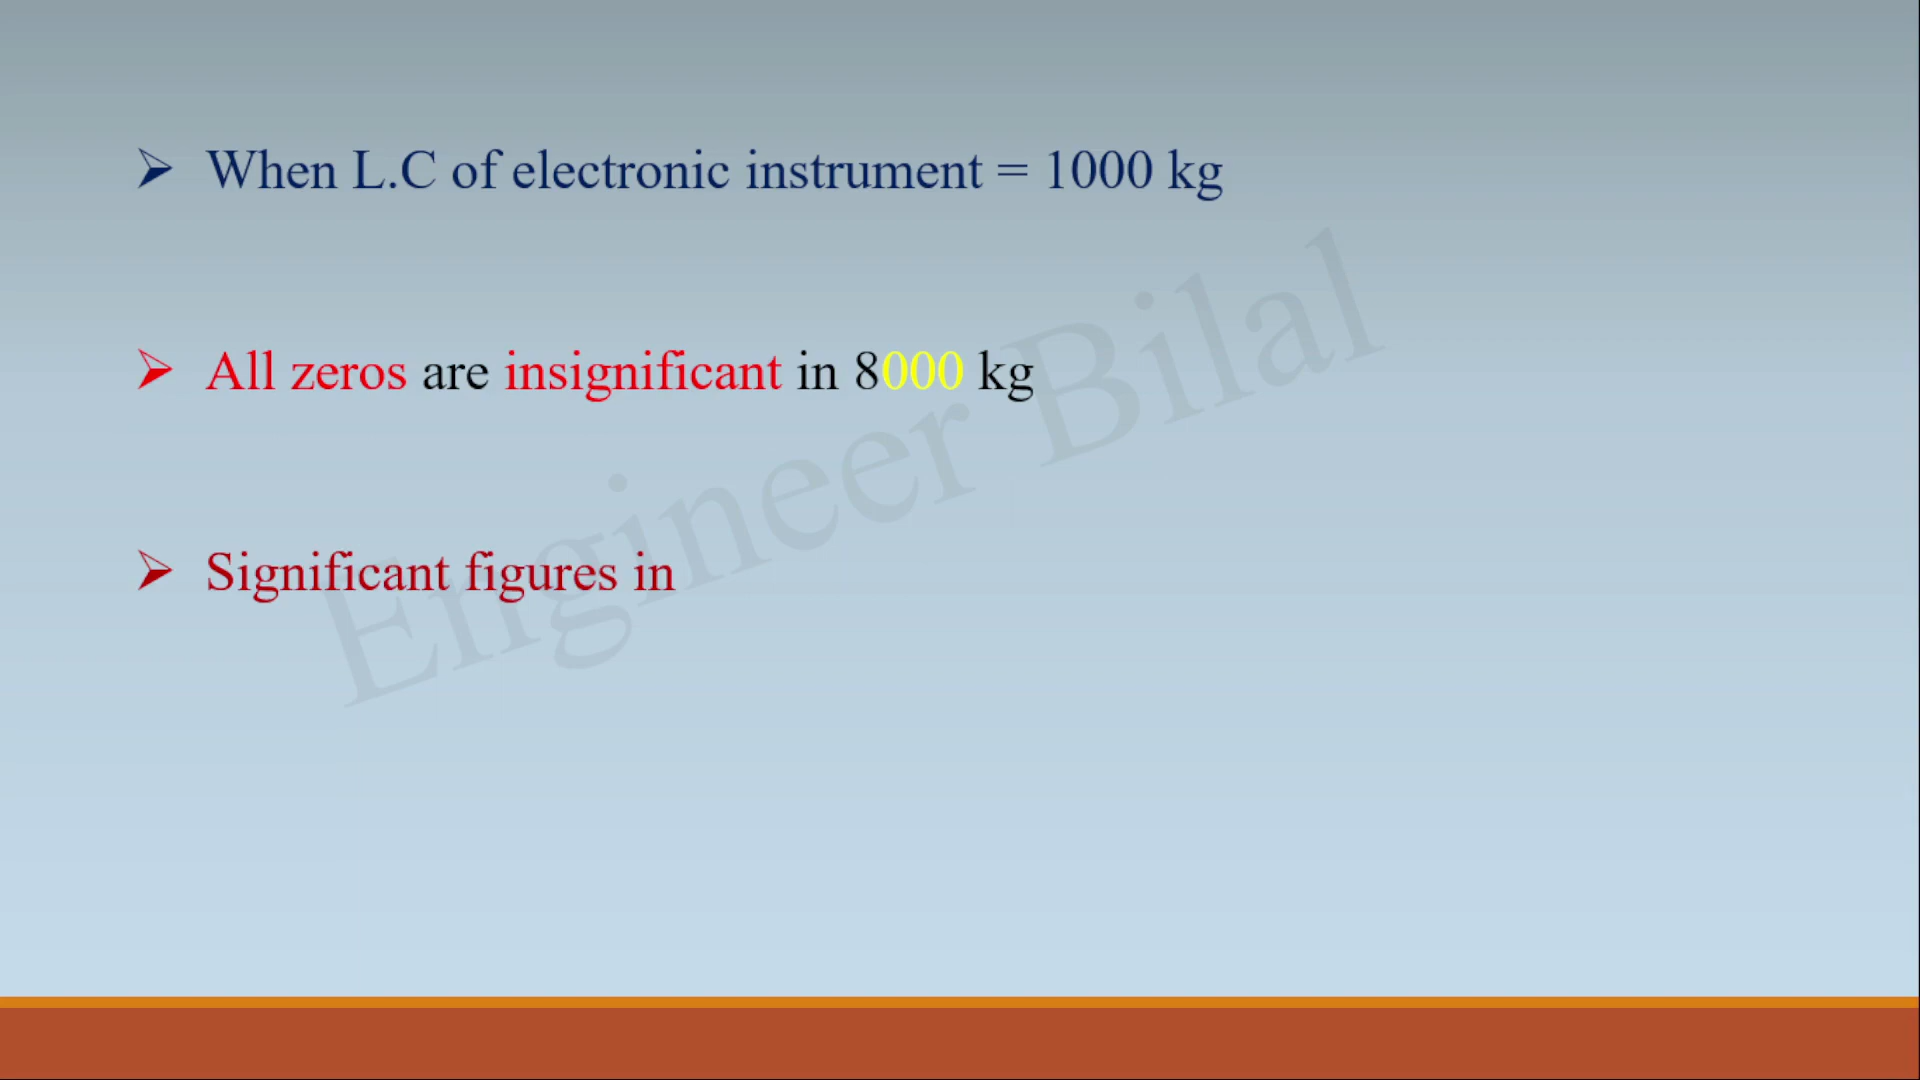 ➢ When L.C of electronic instrument = 1000 kg
➢ All zeros are insignificant in 8000 kg
➢ Significant figures in
Engineer Bilal